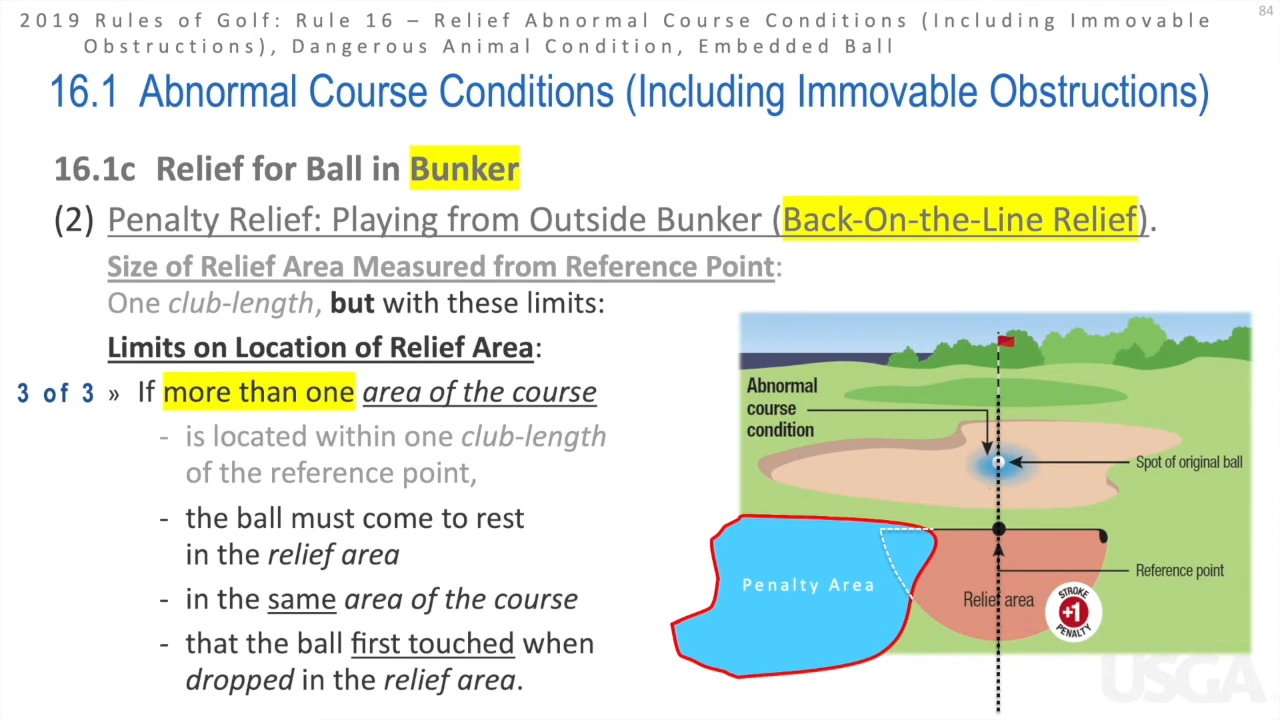 84
2019 Rules of Golf: Rule 16 – Relief Abnormal Course Conditions (Including Immovable
Obstructions), Dangerous Animal Condition, Embedded Ball
16.1 Abnormal Course Conditions (Including Immovable Obstructions)
16.1c Relief for Ball in Bunker
(2) Penalty Relief: Playing from Outside Bunker (Back-On-the-Line Relief).
Size of Relief Area Measured from Reference Point:
One club-length, but with these limits:
Limits on Location of Relief Area:
3 of 3 » If more than one area of the course
- is located within one club-length
of the reference point,
- the ball must come to rest
in the relief area
- in the same area of the course
- that the ball first touched when
dropped in the relief area.
Abnormal
course
condition
Spot of original ball
Penalty Area
Reference point
Relief area
STROKE
+1
PENALTY
USGA